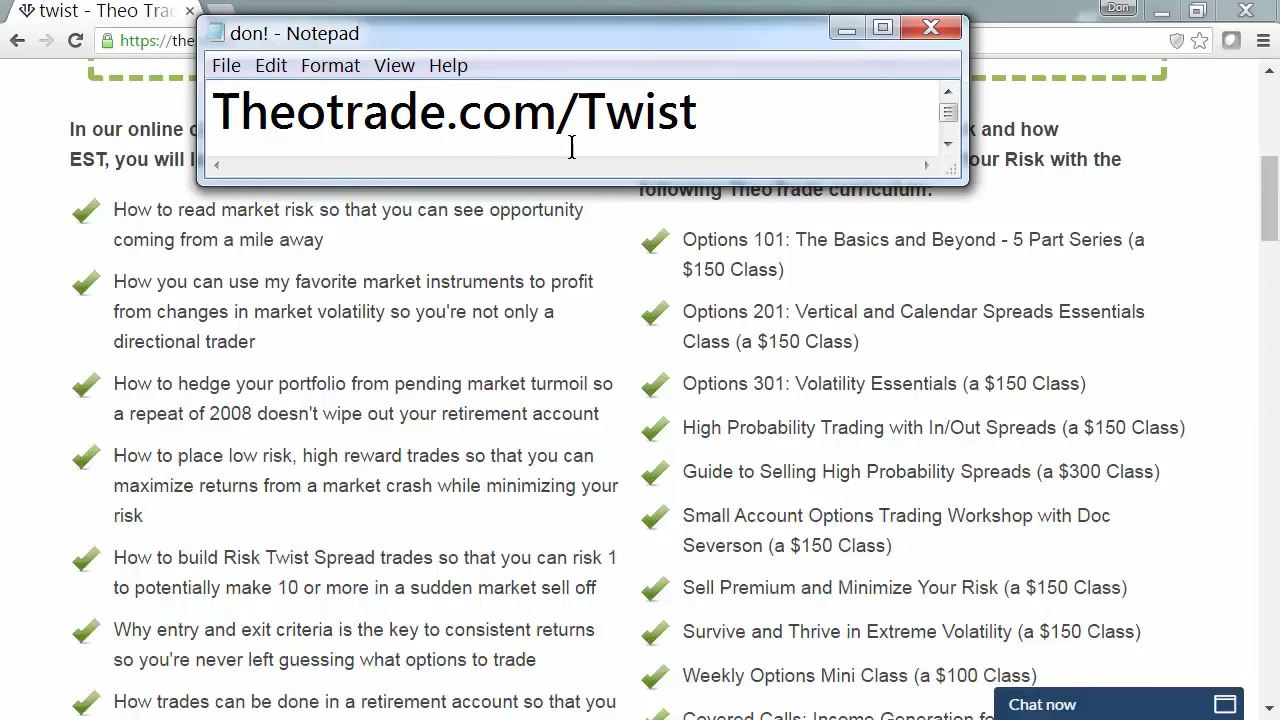 twist - Theo Trac
Don
https://the
don! - Notepad
File Edit Format View Help
Theotrade.com/Twist
In our online
EST, you will
and how
our Risk with the
following TheoTrade curriculum:
How to read market risk so that you can see opportunity
coming from a mile away
How you can use my favorite market instruments to profit
from changes in market volatility so you're not only a
directional trader
How to hedge your portfolio from pending market turmoil so
a repeat of 2008 doesn't wipe out your retirement account
How to place low risk, high reward trades so that you can
maximize returns from a market crash while minimizing your
risk
How to build Risk Twist Spread trades so that you can risk 1
to potentially make 10 or more in a sudden market sell off
Why entry and exit criteria is the key to consistent returns
so you're never left guessing what options to trade
How trades can be done in a retirement account so that you
Options 101: The Basics and Beyond - 5 Part Series (a
$150 Class)
Options 201: Vertical and Calendar Spreads Essentials
Class (a $150 Class)
Options 301: Volatility Essentials (a $150 Class)
High Probability Trading with In/Out Spreads (a $150 Class)
Guide to Selling High Probability Spreads (a $300 Class)
Small Account Options Trading Workshop with Doc
Severson (a $150 Class)
Sell Premium and Minimize Your Risk (a $150 Class)
Survive and Thrive in Extreme Volatility (a $150 Class)
Weekly Options Mini Class (a $100 Class)
Covered Calls: Income Generation for
Chat now